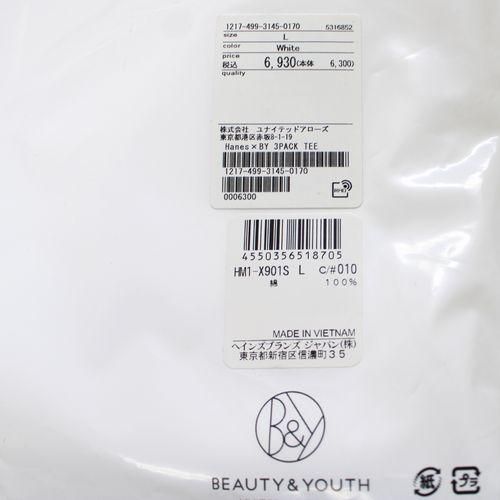 1217-499-3145-0170 5316852
size L
color White
price
税込 6,930(本体 6,300)
quality
株式会社 ユナイテッドアローズ
東京都港区赤坂8-1-19
Hanes×BY 3PACK TEE
1217-499-3145-0170
0006300
RFID
4550356518705
HM1-X901S L C/#010
綿 100%
MADE IN VIETNAM
ヘインズブランズ ジャパン(株)
東京都新宿区信濃町35
B&Y
BEAUTY & YOUTH
紙 プラ